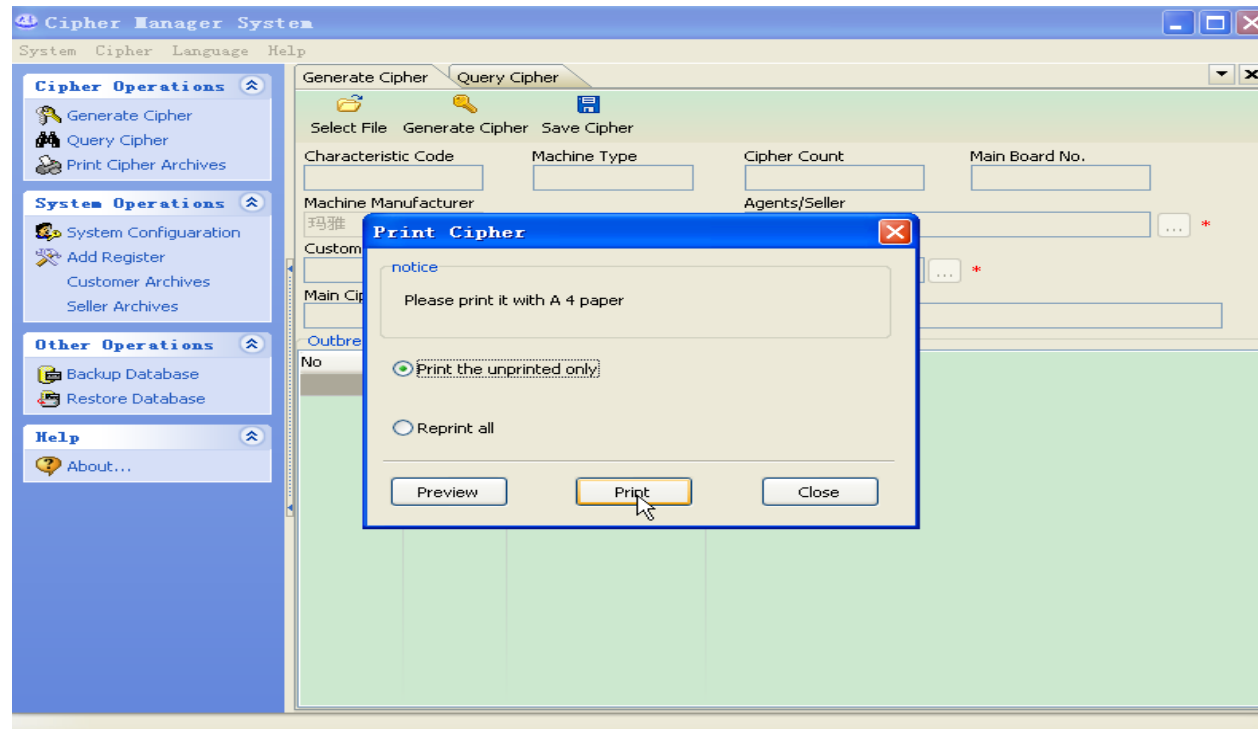 Cipher Manager System
System Cipher Language Help
Cipher Operations
Generate Cipher
Query Cipher
Print Cipher Archives
System Operations
System Configuaration
Add Register
Customer Archives
Seller Archives
Other Operations
Backup Database
Restore Database
Help
About...
Generate Cipher Query Cipher
Select File Generate Cipher Save Cipher
Characteristic Code Machine Type Cipher Count Main Board No.
Machine Manufacturer Agents/Seller
玛雅 ... *
Custom ... *
Main Cip
Outbre
No
Print Cipher
notice
Please print it with A 4 paper
Print the unprinted only
Reprint all
Preview Print Close